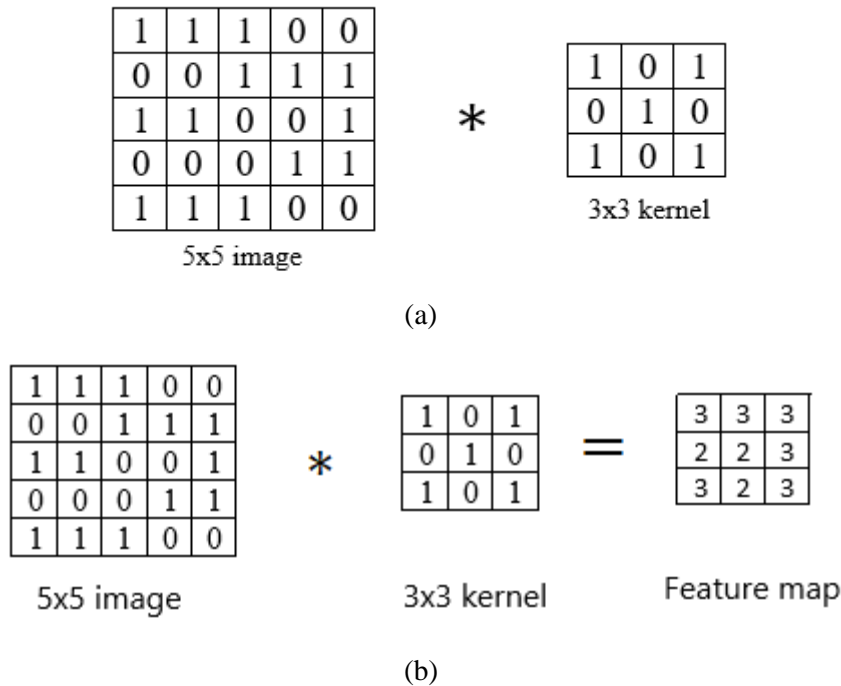 1 1 1 0 0
0 0 1 1 1
1 1 0 0 1
0 0 0 1 1
1 1 1 0 0
5x5 image
*
1 0 1
0 1 0
1 0 1
3x3 kernel
(a)
1 1 1 0 0
0 0 1 1 1
1 1 0 0 1
0 0 0 1 1
1 1 1 0 0
5x5 image
*
1 0 1
0 1 0
1 0 1
3x3 kernel
=
3 3 3
2 2 3
3 2 3
Feature map
(b)